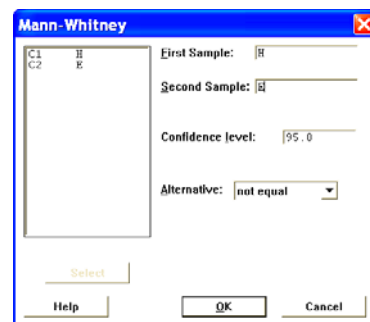 Mann-Whitney
C1 H
C2 E
First Sample: H
Second Sample: E
Confidence level: 95.0
Alternative: not equal
Select
Help OK Cancel